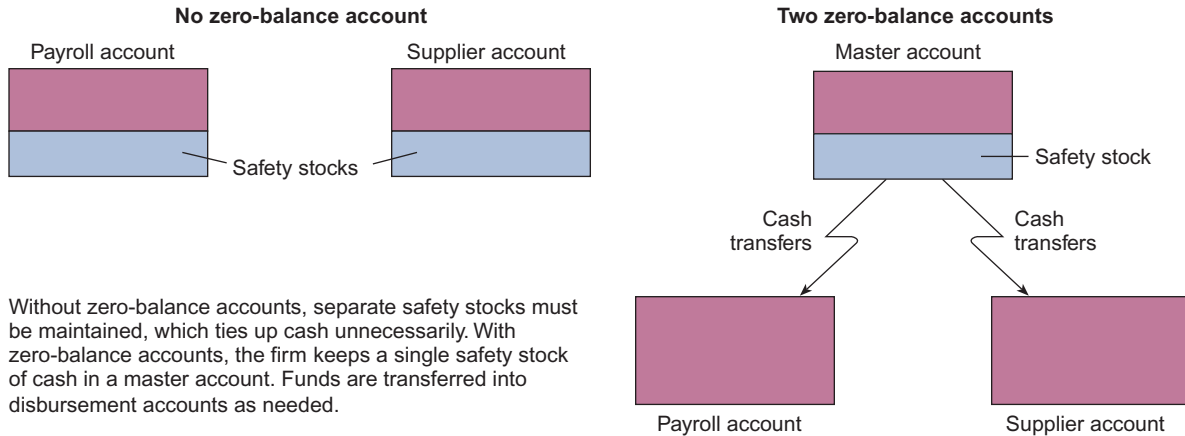 No zero-balance account
Payroll account
Supplier account
Safety stocks
Without zero-balance accounts, separate safety stocks must
be maintained, which ties up cash unnecessarily. With
zero-balance accounts, the firm keeps a single safety stock
of cash in a master account. Funds are transferred into
disbursement accounts as needed.
Two zero-balance accounts
Master account
Safety stock
Cash
transfers
Cash
transfers
Payroll account
Supplier account